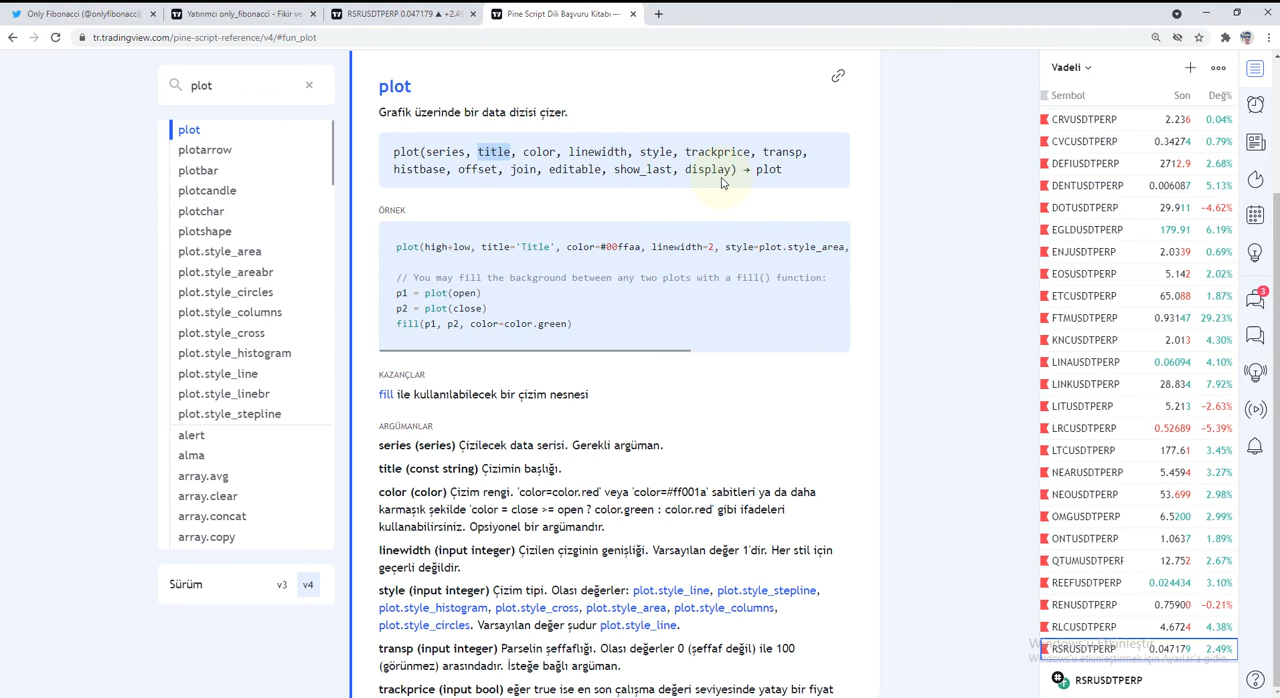 Only Fibonacci (@onlyfibonacci)
Yatırımcı only_fibonacci - Fikir ve
RSRUSDTPERP 0.047179 ▲ +2.49
Pine Script Dili Başvuru Kitabı —
tr.tradingview.com/pine-script-reference/v4/#fun_plot
plot
plot
plotarrow
plotbar
plotcandle
plotchar
plotshape
plot.style_area
plot.style_areabr
plot.style_circles
plot.style_columns
plot.style_cross
plot.style_histogram
plot.style_line
plot.style_linebr
plot.style_stepline
alert
alma
array.avg
array.clear
array.concat
array.copy
Sürüm v3 v4
plot
Grafik üzerinde bir data dizisi çizer.
plot(series, title, color, linewidth, style, trackprice, transp,
histbase, offset, join, editable, show_last, display) → plot
ÖRNEK
plot(high+low, title='Title', color=#00ffaa, linewidth=2, style=plot.style_area,
// You may fill the background between any two plots with a fill() function:
p1 = plot(open)
p2 = plot(close)
fill(p1, p2, color=color.green)
KAZANÇLAR
fill ile kullanılabilecek bir çizim nesnesi
ARGÜMANLAR
series (series) Çizilecek data serisi. Gerekli argüman.
title (const string) Çizimin başlığı.
color (color) Çizim rengi. 'color=color.red' veya 'color=#ff001a' sabitleri ya da daha
karmaşık şekilde 'color = close >= open ? color.green : color.red' gibi ifadeleri
kullanabilirsiniz. Opsiyonel bir argümandır.
linewidth (input integer) Çizilen çizginin genişliği. Varsayılan değer 1'dir. Her stil için
geçerli değildir.
style (input integer) Çizim tipi. Olası değerler: plot.style_line, plot.style_stepline,
plot.style_histogram, plot.style_cross, plot.style_area, plot.style_columns,
plot.style_circles. Varsayılan değer şudur plot.style_line.
transp (input integer) Parselin şeffaflığı. Olası değerler 0 (şeffaf değil) ile 100
(görünmez) arasındadır. İsteğe bağlı argüman.
trackprice (input bool) eğer true ise en son çalışma değeri seviyesinde yatay bir fiyat
Vadeli
Sembol Son Değ%
CRVUSDTPERP 2.236 0.04%
CVCUSDTPERP 0.34274 0.79%
DEFIUSDTPERP 2712.9 2.68%
DENTUSDTPERP 0.006087 5.13%
DOTUSDTPERP 29.911 −4.62%
EGLDUSDTPERP 179.91 6.19%
ENJUSDTPERP 2.0339 0.69%
EOSUSDTPERP 5.142 2.02%
ETCUSDTPERP 65.088 1.87%
FTMUSDTPERP 0.93147 29.23%
KNCUSDTPERP 2.013 4.30%
LINAUSDTPERP 0.06094 4.10%
LINKUSDTPERP 28.834 7.92%
LITUSDTPERP 5.213 −2.63%
LRCUSDTPERP 0.52689 −5.39%
LTCUSDTPERP 177.61 3.45%
NEARUSDTPERP 5.4594 3.27%
NEOUSDTPERP 53.699 2.98%
OMGUSDTPERP 6.5200 2.99%
ONTUSDTPERP 1.0637 1.89%
QTUMUSDTPERP 12.752 2.67%
REEFUSDTPERP 0.024434 3.10%
RENUSDTPERP 0.75900 −0.21%
RLCUSDTPERP 4.6724 4.38%
Windows'u Etkinleştir
RSRUSDTPERP 0.047179 2.49%
Windows'u etkinleştirmek için Ayarlar'a gidin.
RSRUSDTPERP
3